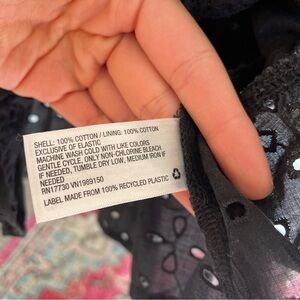 SHELL: 100% COTTON / LINING: 100% COTTON
EXCLUSIVE OF ELASTIC
MACHINE WASH COLD WITH LIKE COLORS
GENTLE CYCLE, ONLY NON-CHLORINE BLEACH
IF NEEDED, TUMBLE DRY LOW, MEDIUM IRON IF
NEEDED
RN17730 VN1989150
LABEL MADE FROM 100% RECYCLED PLASTIC